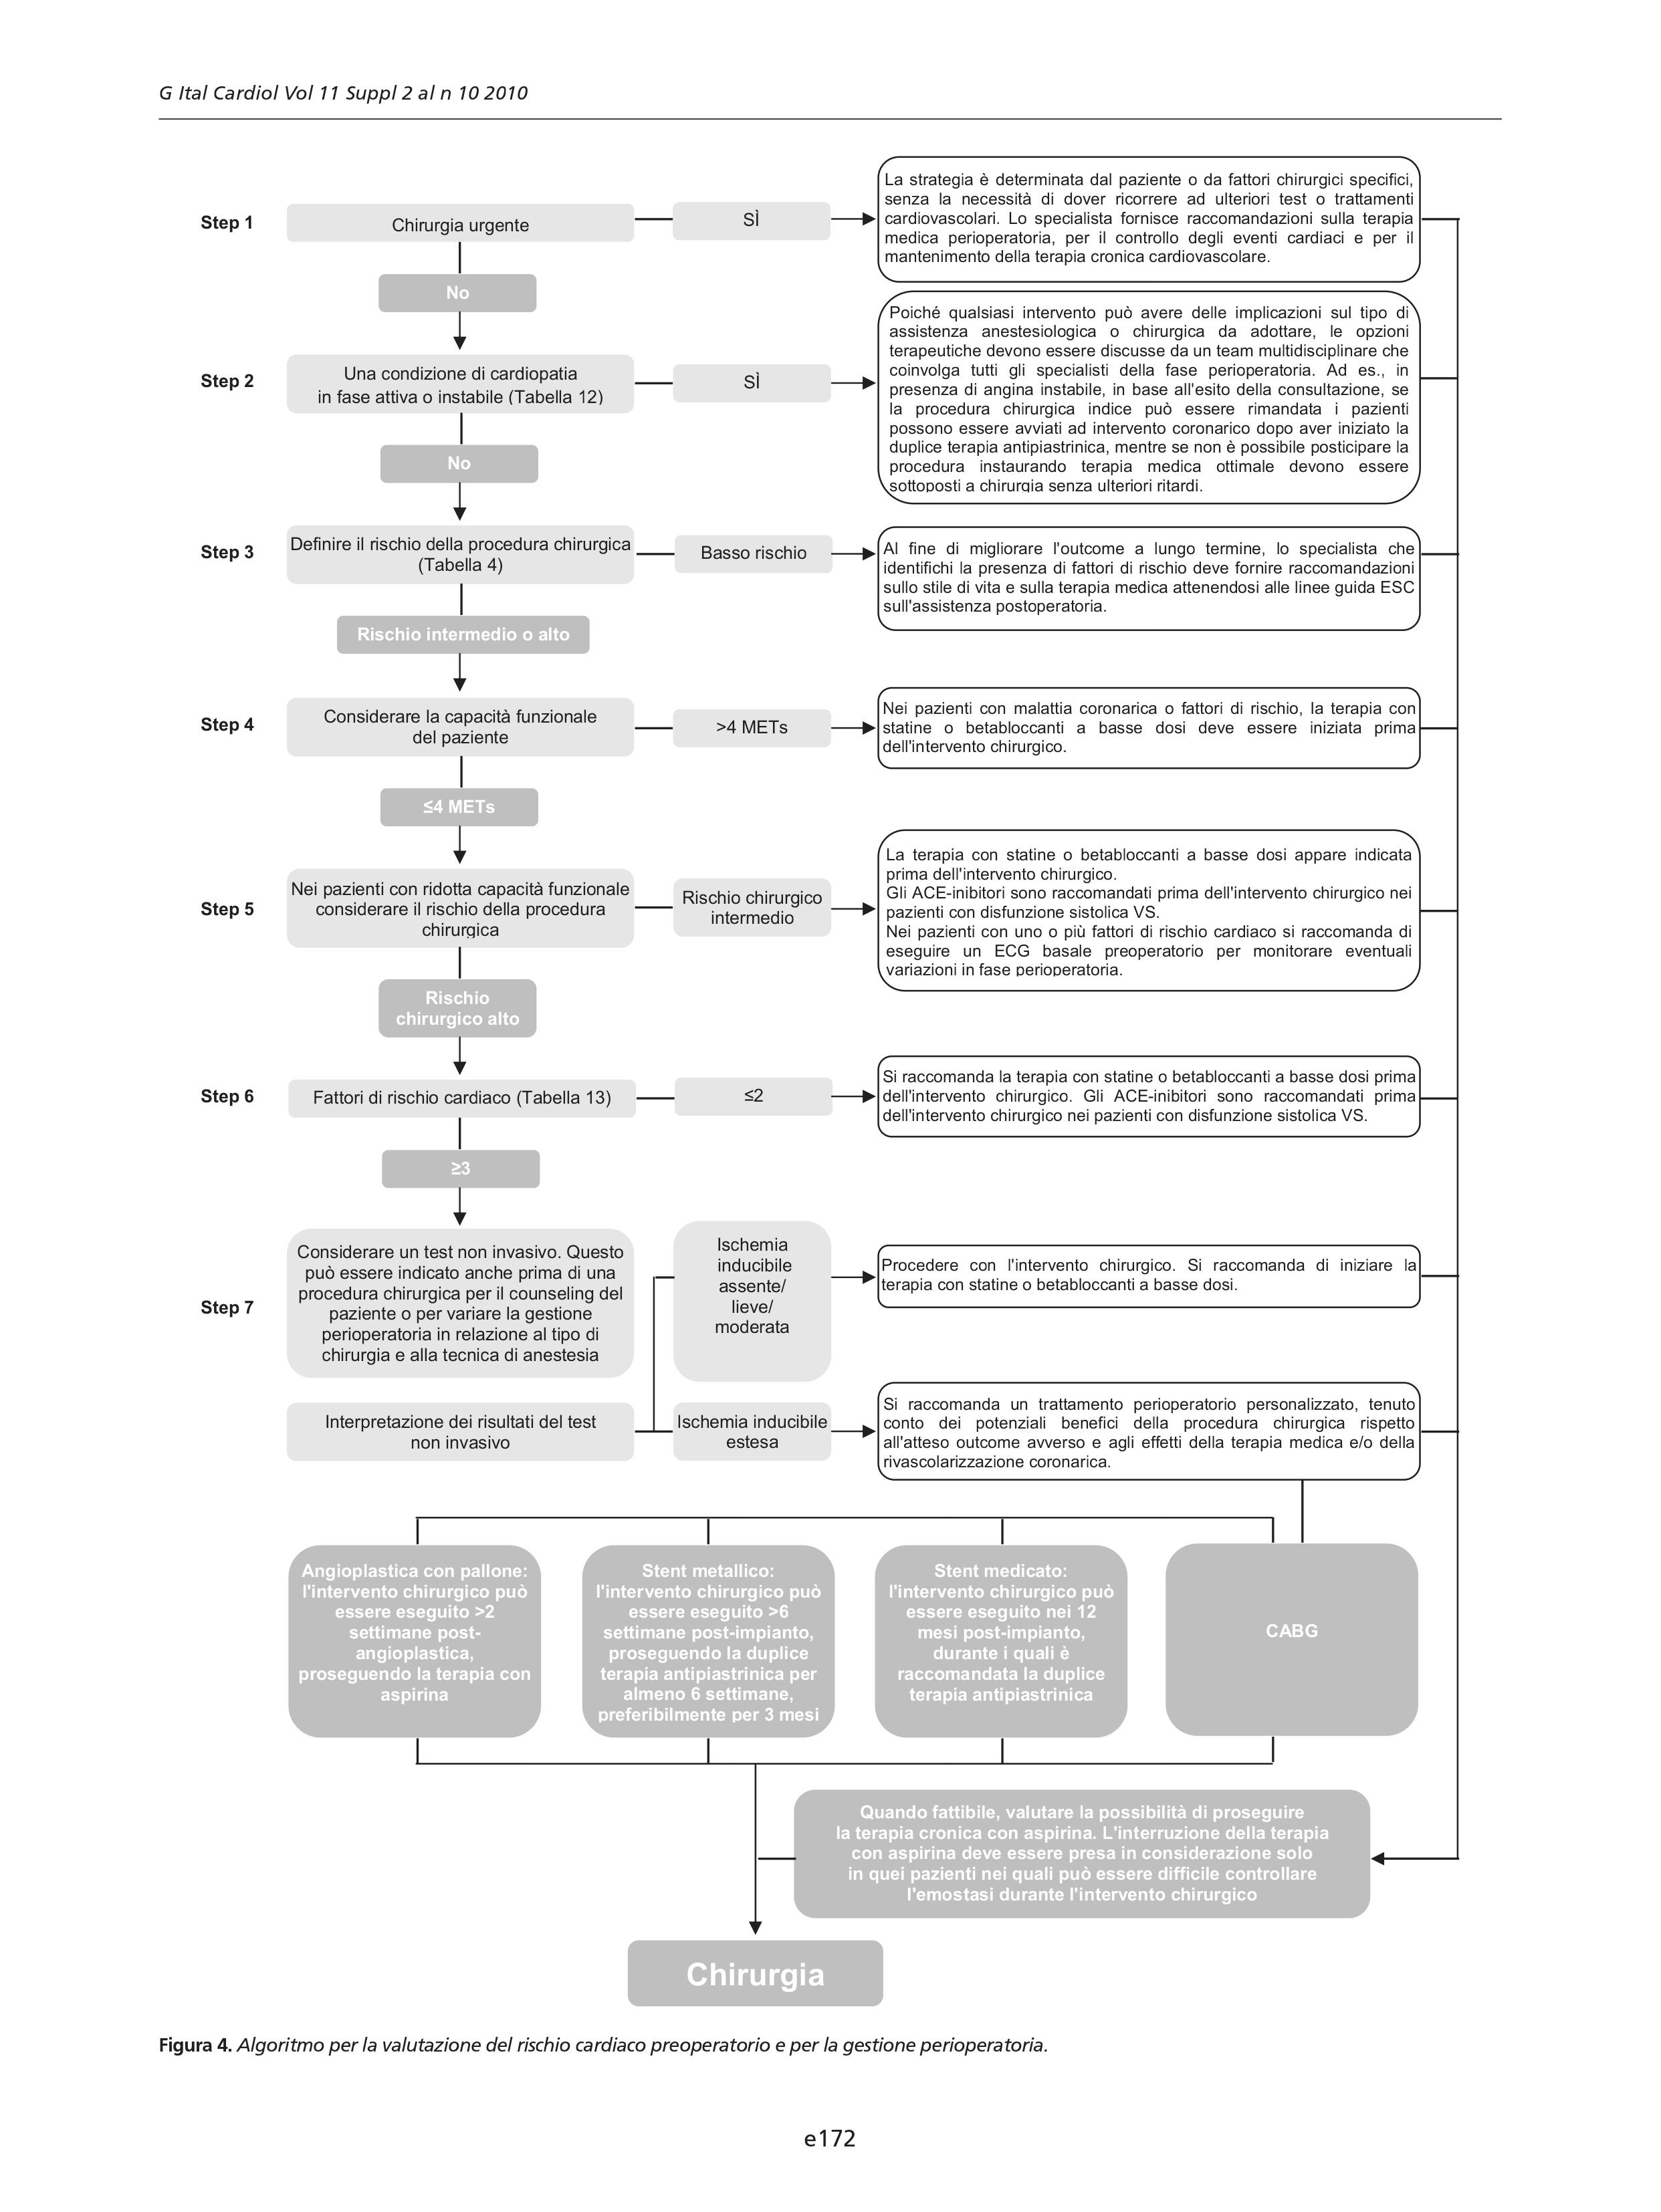 G Ital Cardiol Vol 11 Suppl 2 al n 10 2010
Step 1
Chirurgia urgente
SÌ
La strategia è determinata dal paziente o da fattori chirurgici specifici,
senza la necessità di dover ricorrere ad ulteriori test o trattamenti
cardiovascolari. Lo specialista fornisce raccomandazioni sulla terapia
medica perioperatoria, per il controllo degli eventi cardiaci e per il
mantenimento della terapia cronica cardiovascolare.
No
Step 2
Una condizione di cardiopatia
in fase attiva o instabile (Tabella 12)
SÌ
Poiché qualsiasi intervento può avere delle implicazioni sul tipo di
assistenza anestesiologica o chirurgica da adottare, le opzioni
terapeutiche devono essere discusse da un team multidisciplinare che
coinvolga tutti gli specialisti della fase perioperatoria. Ad es., in
presenza di angina instabile, in base all'esito della consultazione, se
la procedura chirurgica indice può essere rimandata i pazienti
possono essere avviati ad intervento coronarico dopo aver iniziato la
duplice terapia antipiastrinica, mentre se non è possibile posticipare la
procedura instaurando terapia medica ottimale devono essere
sottoposti a chirurgia senza ulteriori ritardi.
No
Step 3
Definire il rischio della procedura chirurgica
(Tabella 4)
Basso rischio
Al fine di migliorare l'outcome a lungo termine, lo specialista che
identifichi la presenza di fattori di rischio deve fornire raccomandazioni
sullo stile di vita e sulla terapia medica attenendosi alle linee guida ESC
sull'assistenza postoperatoria.
Rischio intermedio o alto
Step 4
Considerare la capacità funzionale
del paziente
>4 METs
Nei pazienti con malattia coronarica o fattori di rischio, la terapia con
statine o betabloccanti a basse dosi deve essere iniziata prima
dell'intervento chirurgico.
≤4 METs
Step 5
Nei pazienti con ridotta capacità funzionale
considerare il rischio della procedura
chirurgica
Rischio chirurgico
intermedio
La terapia con statine o betabloccanti a basse dosi appare indicata
prima dell'intervento chirurgico.
Gli ACE-inibitori sono raccomandati prima dell'intervento chirurgico nei
pazienti con disfunzione sistolica VS.
Nei pazienti con uno o più fattori di rischio cardiaco si raccomanda di
eseguire un ECG basale preoperatorio per monitorare eventuali
variazioni in fase perioperatoria.
Rischio
chirurgico alto
Step 6
Fattori di rischio cardiaco (Tabella 13)
≤2
Si raccomanda la terapia con statine o betabloccanti a basse dosi prima
dell'intervento chirurgico. Gli ACE-inibitori sono raccomandati prima
dell'intervento chirurgico nei pazienti con disfunzione sistolica VS.
≥3
Step 7
Considerare un test non invasivo. Questo
può essere indicato anche prima di una
procedura chirurgica per il counseling del
paziente o per variare la gestione
perioperatoria in relazione al tipo di
chirurgia e alla tecnica di anestesia
Ischemia
inducibile
assente/
lieve/
moderata
Procedere con l'intervento chirurgico. Si raccomanda di iniziare la
terapia con statine o betabloccanti a basse dosi.
Interpretazione dei risultati del test
non invasivo
Ischemia inducibile
estesa
Si raccomanda un trattamento perioperatorio personalizzato, tenuto
conto dei potenziali benefici della procedura chirurgica rispetto
all'atteso outcome avverso e agli effetti della terapia medica e/o della
rivascolarizzazione coronarica.
Angioplastica con pallone:
l'intervento chirurgico può
essere eseguito >2
settimane post-
angioplastica,
proseguendo la terapia con
aspirina
Stent metallico:
l'intervento chirurgico può
essere eseguito >6
settimane post-impianto,
proseguendo la duplice
terapia antipiastrinica per
almeno 6 settimane,
preferibilmente per 3 mesi
Stent medicato:
l'intervento chirurgico può
essere eseguito nei 12
mesi post-impianto,
durante i quali è
raccomandata la duplice
terapia antipiastrinica
CABG
Quando fattibile, valutare la possibilità di proseguire
la terapia cronica con aspirina. L'interruzione della terapia
con aspirina deve essere presa in considerazione solo
in quei pazienti nei quali può essere difficile controllare
l'emostasi durante l'intervento chirurgico
Chirurgia
Figura 4. Algoritmo per la valutazione del rischio cardiaco preoperatorio e per la gestione perioperatoria.
e172